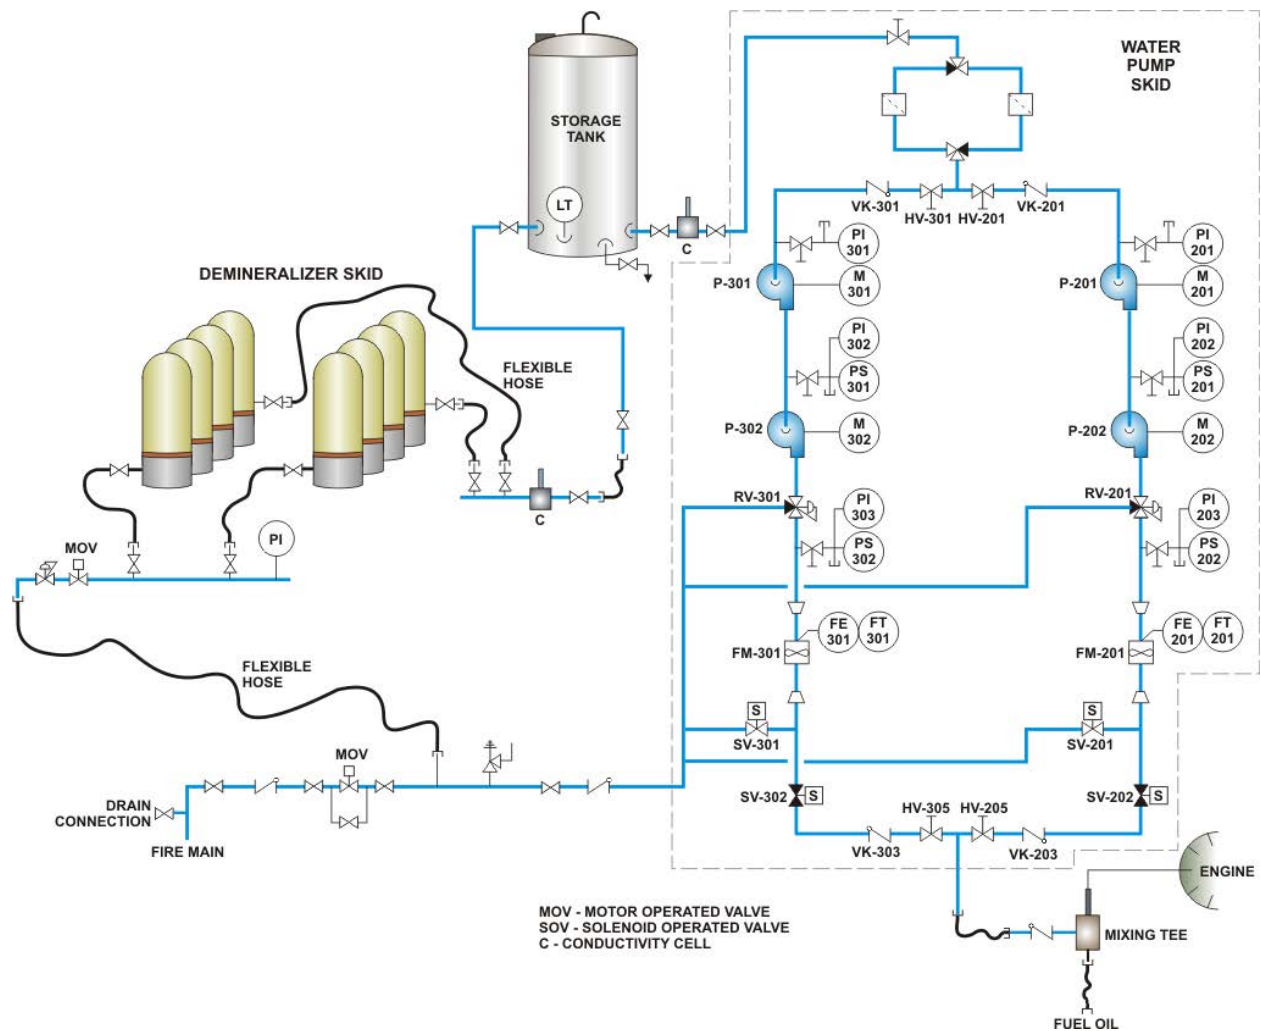 WATER
PUMP
SKID
STORAGE
TANK
LT
C
VK-301
HV-301
HV-201
VK-201
DEMINERALIZER SKID
FLEXIBLE
HOSE
P-301
PI
301
M
301
P-201
PI
201
M
201
PI
302
PS
301
PI
202
PS
201
P-302
M
302
P-202
M
202
RV-301
PI
303
PS
302
RV-201
PI
203
PS
202
C
MOV
PI
FE
301
FT
301
FM-301
FE
201
FT
201
FM-201
FLEXIBLE
HOSE
S
SV-301
S
SV-201
MOV
SV-302
S
SV-202
S
DRAIN
CONNECTION
FIRE MAIN
HV-305
HV-205
VK-303
VK-203
ENGINE
MOV - MOTOR OPERATED VALVE
SOV - SOLENOID OPERATED VALVE
C - CONDUCTIVITY CELL
MIXING TEE
FUEL OIL